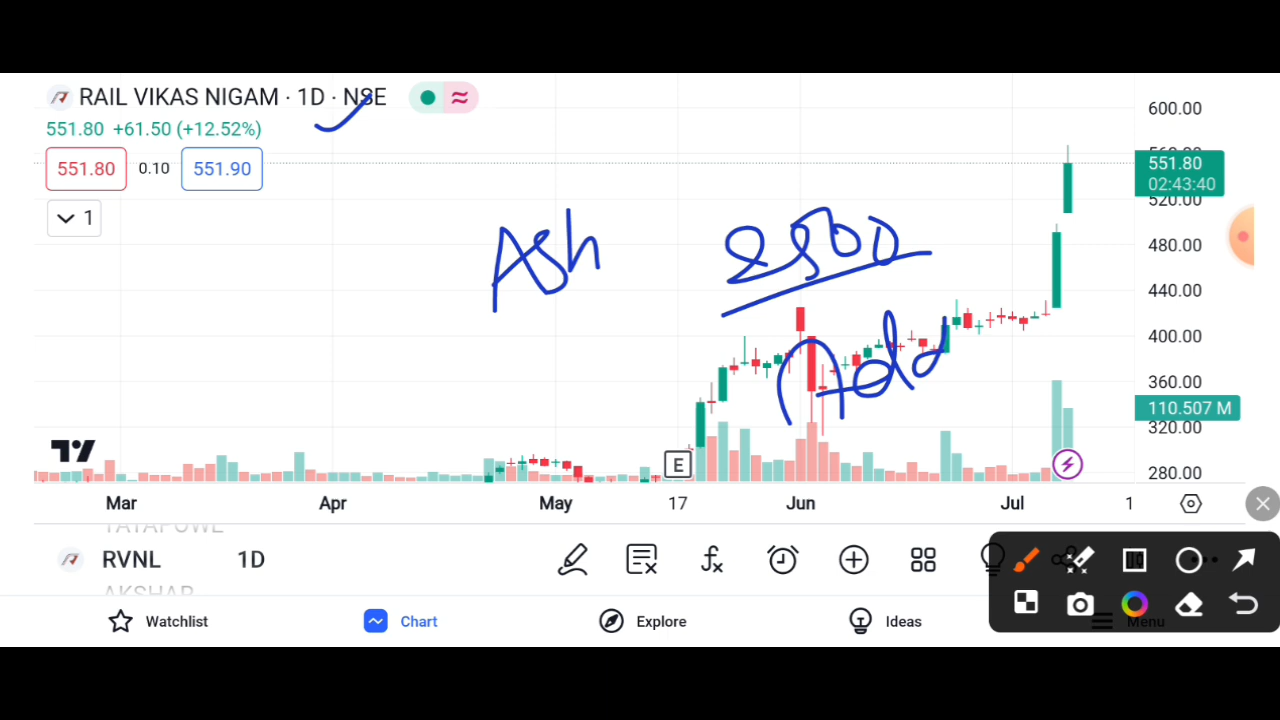 RAIL VIKAS NIGAM · 1D · NSE
551.80 +61.50 (+12.52%)
551.80 0.10 551.90
1
600.00
551.80
02:43:40
520.00
480.00
440.00
400.00
360.00
110.507 M
320.00
280.00
Ash
2500
E
Mar Apr May 17 Jun Jul 1
RVNL 1D
AKSHAR
Watchlist Chart Explore Ideas Menu